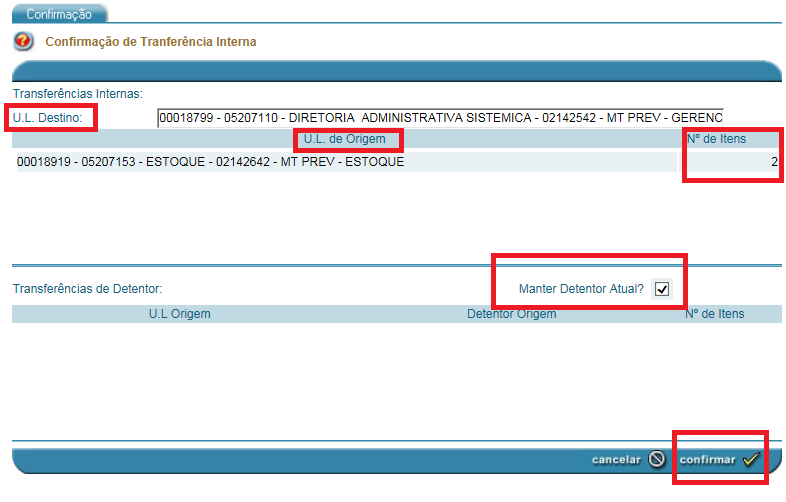 Confirmação
Confirmação de Tranferência Interna
Transferências Internas:
U.L. Destino: 00018799 - 05207110 - DIRETORIA ADMINISTRATIVA SISTEMICA - 02142542 - MT PREV - GERENC
U.L. de Origem Nº de Itens
00018919 - 05207153 - ESTOQUE - 02142642 - MT PREV - ESTOQUE 2
Transferências de Detentor: Manter Detentor Atual?
U.L Origem Detentor Origem Nº de Itens
cancelar confirmar